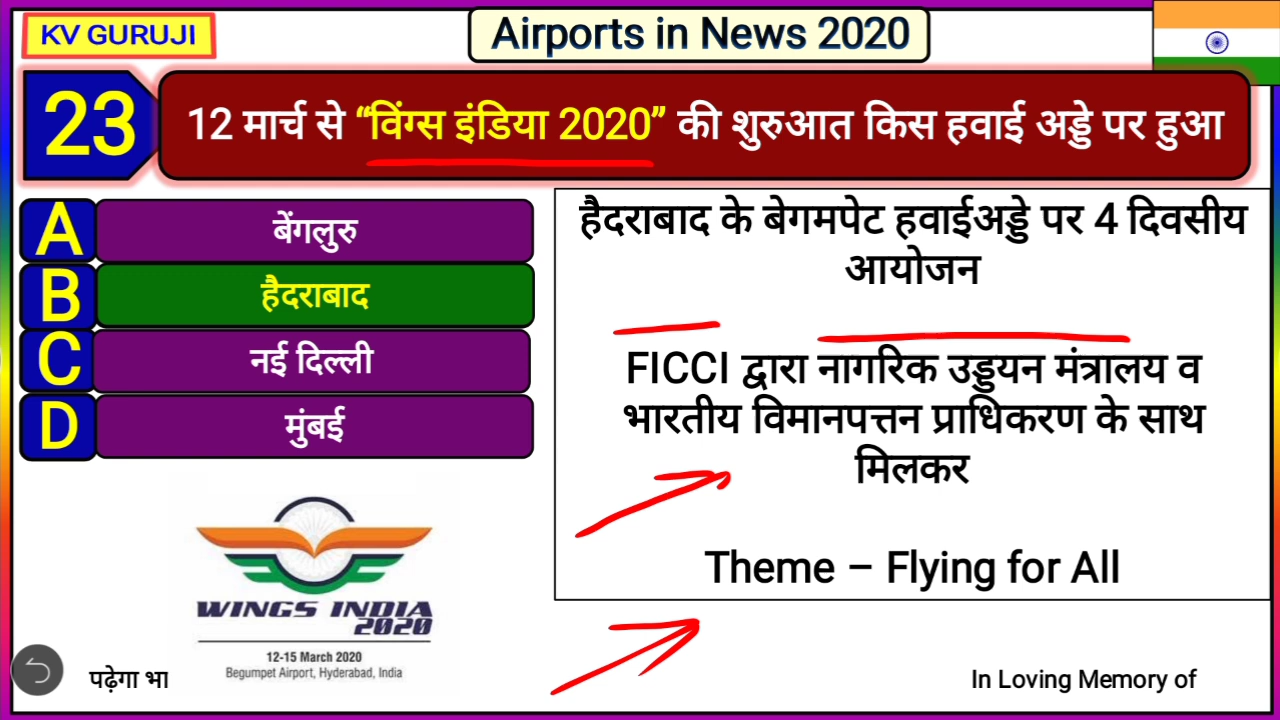 KV GURUJI
Airports in News 2020
23
12 मार्च से “विंग्स इंडिया 2020” की शुरुआत किस हवाई अड्डे पर हुआ
A बेंगलुरु
B हैदराबाद
C नई दिल्ली
D मुंबई
हैदराबाद के बेगमपेट हवाईअड्डे पर 4 दिवसीय
आयोजन
FICCI द्वारा नागरिक उड्डयन मंत्रालय व
भारतीय विमानपत्तन प्राधिकरण के साथ
मिलकर
Theme – Flying for All
WINGS INDIA
2020
12-15 March 2020
Begumpet Airport, Hyderabad, India
पढ़ेगा भा
In Loving Memory of